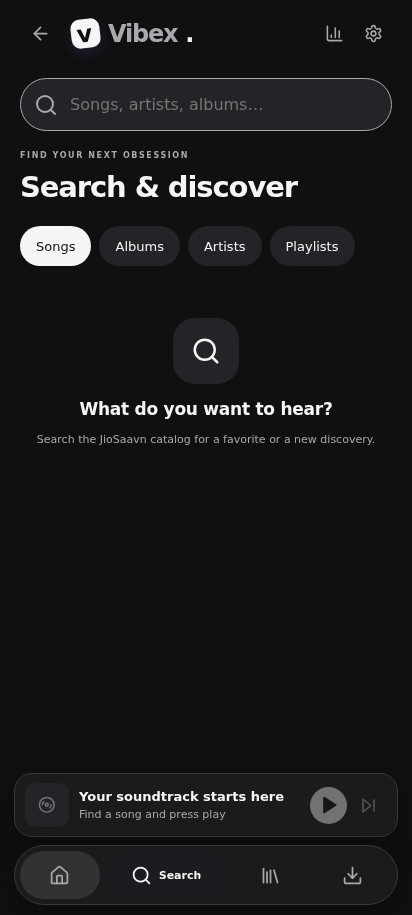 v Vibex .
Songs, artists, albums...
FIND YOUR NEXT OBSESSION
Search & discover
Songs Albums Artists Playlists
What do you want to hear?
Search the JioSaavn catalog for a favorite or a new discovery.
Your soundtrack starts here
Find a song and press play
Search